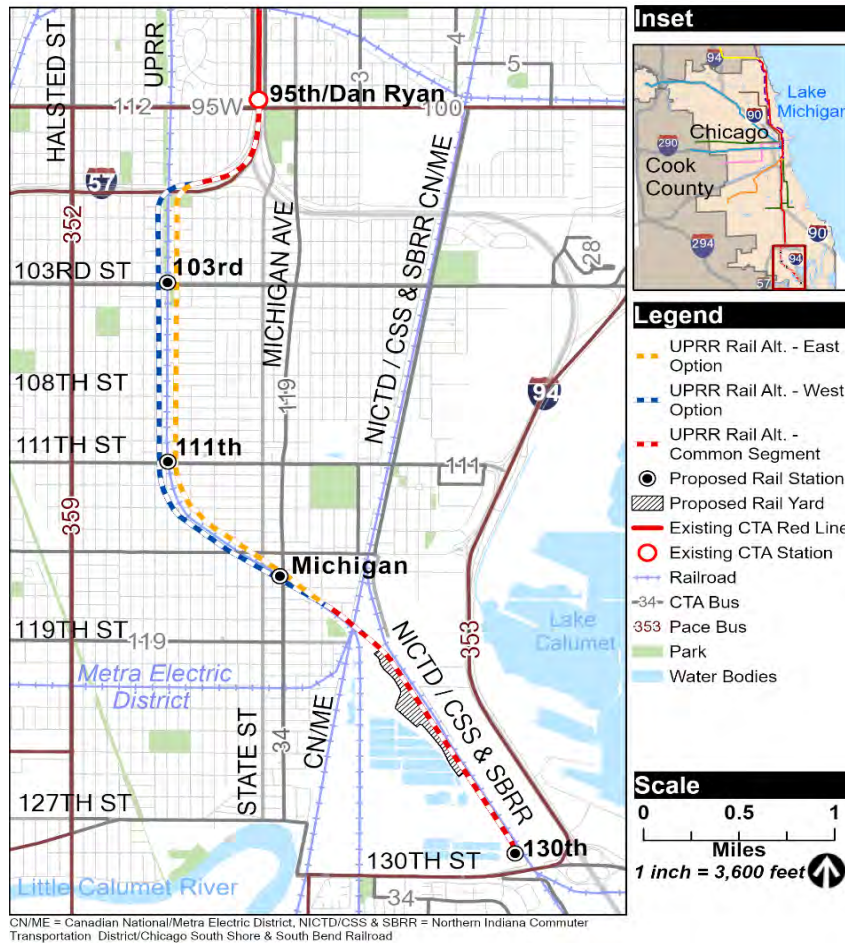 HALSTED ST
UPRR
4
5
3
95th/Dan Ryan
112
95W
100
57
352
MICHIGAN AVE
NICTD / CSS & SBRR CN/ME
28
103RD ST
103rd
119
108TH ST
94
111TH ST
111th
111
359
Michigan
119TH ST
119
Lake
Calumet
353
NICTD / CSS & SBRR
Metra Electric
District
STATE ST
34
CN/ME
127TH ST
130TH ST
130th
34
Little Calumet River
CN/ME = Canadian National/Metra Electric District, NICTD/CSS & SBRR = Northern Indiana Commuter
Transportation District/Chicago South Shore & South Bend Railroad
Inset
94
Lake
Michigan
90
Chicago
290
Cook
County
90
294
94
57
Legend
UPRR Rail Alt. - East
Option
UPRR Rail Alt. - West
Option
UPRR Rail Alt. -
Common Segment
Proposed Rail Station
Proposed Rail Yard
Existing CTA Red Line
Existing CTA Station
Railroad
34 CTA Bus
353 Pace Bus
Park
Water Bodies
Scale
0 0.5 1
Miles
1 inch = 3,600 feet